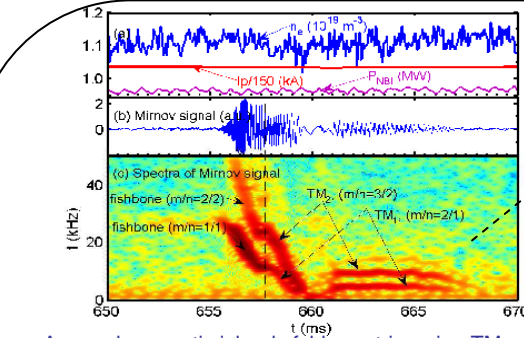 1.2
(a)
n_e (10^19 m^-3)
1.1
1.0
Ip/150 (kA)
P_NBI (MW)
2
0
(b) Mirnov signal
(c) Spectra of Mirnov signal
40
20
0
f (kHz)
fishbone (m/n=2/2)
TM_2: (m/n=3/2)
TM_1: (m/n=2/1)
fishbone (m/n=1/1)
650 655 660 665 670
t (ms)